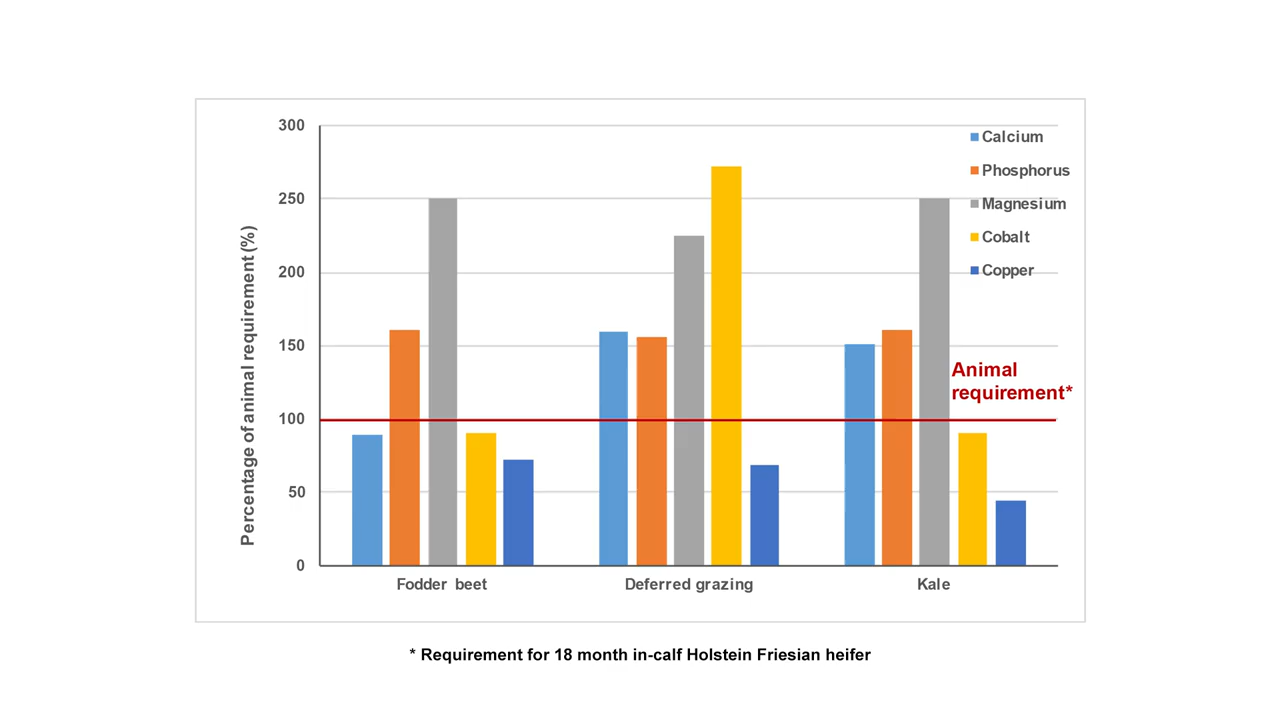 300
250
200
150
100
50
0
Percentage of animal requirement (%)
Calcium
Phosphorus
Magnesium
Cobalt
Copper
Animal
requirement*
Fodder beet
Deferred grazing
Kale
* Requirement for 18 month in-calf Holstein Friesian heifer